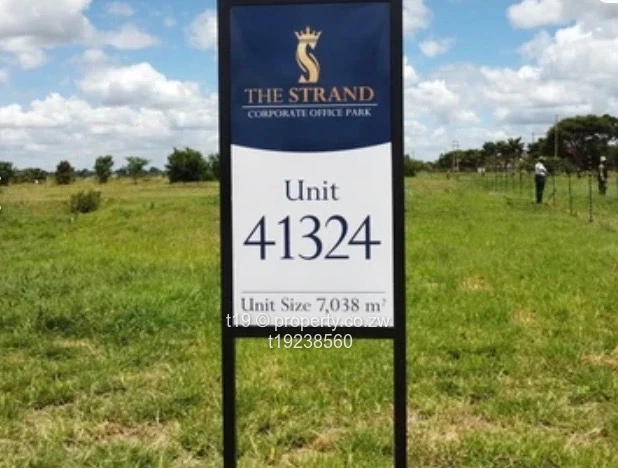 THE STRAND
CORPORATE OFFICE PARK
Unit
41324
Unit Size 7,038 m²
t19 © property.co.zw
t19238560